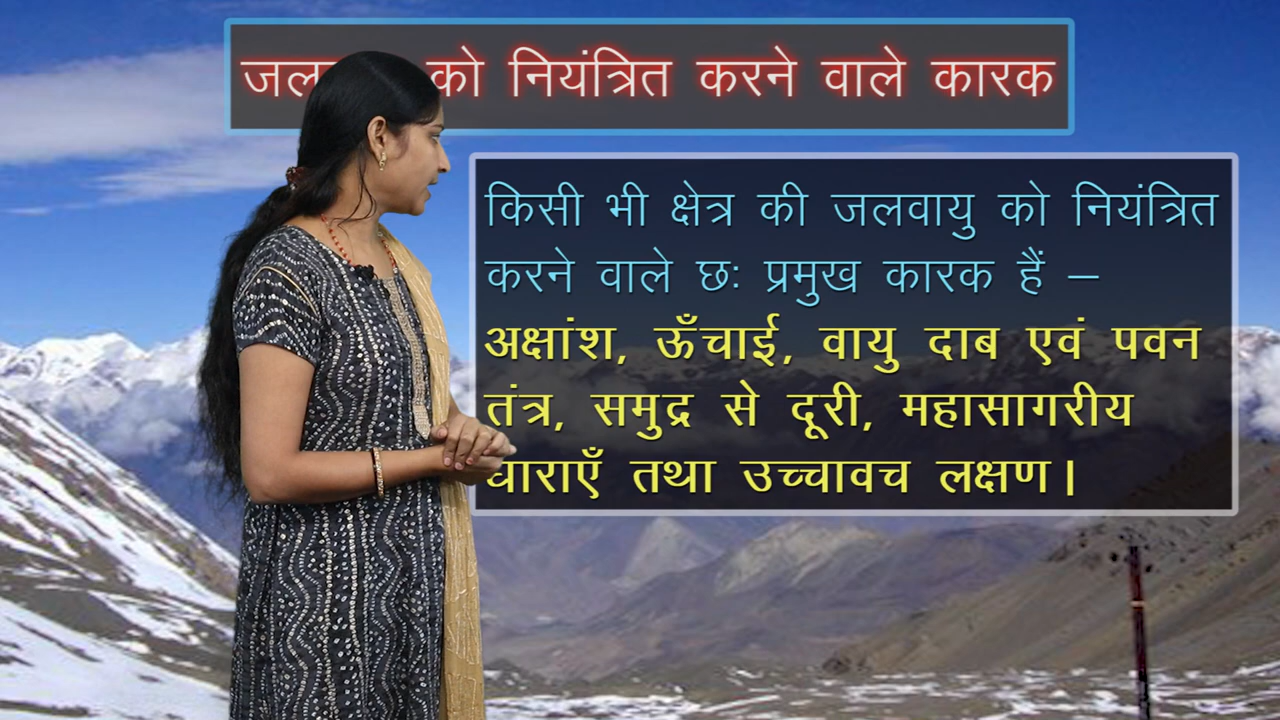 को नियंत्रित करने वाले कारक
किसी भी क्षेत्र की जलवायु को नियंत्रित
करने वाले छः प्रमुख कारक हैं –
अक्षांश, ऊँचाई, वायु दाब एवं पवन
तंत्र, समुद्र से दूरी, महासागरीय
धाराएँ तथा उच्चावच लक्षण।